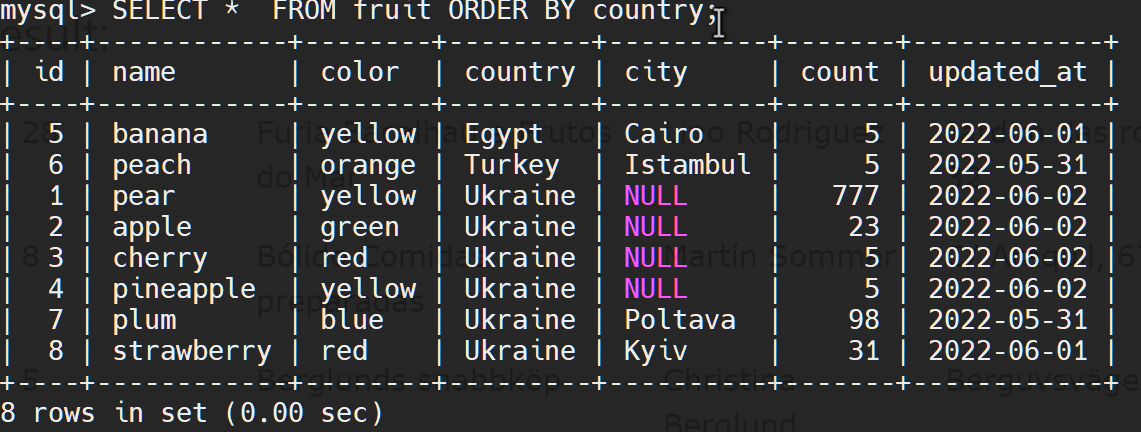 mysql> SELECT *  FROM fruit ORDER BY country;
+----+------------+--------+---------+----------+-------+------------+
| id | name       | color  | country | city     | count | updated_at |
+----+------------+--------+---------+----------+-------+------------+
|  5 | banana     | yellow | Egypt   | Cairo    |     5 | 2022-06-01 |
|  6 | peach      | orange | Turkey  | Istambul |     5 | 2022-05-31 |
|  1 | pear       | yellow | Ukraine | NULL     |   777 | 2022-06-02 |
|  2 | apple      | green  | Ukraine | NULL     |    23 | 2022-06-02 |
|  3 | cherry     | red    | Ukraine | NULL     |     5 | 2022-06-02 |
|  4 | pineapple  | yellow | Ukraine | NULL     |     5 | 2022-06-02 |
|  7 | plum       | blue   | Ukraine | Poltava  |    98 | 2022-05-31 |
|  8 | strawberry | red    | Ukraine | Kyiv     |    31 | 2022-06-01 |
+----+------------+--------+---------+----------+-------+------------+
8 rows in set (0.00 sec)